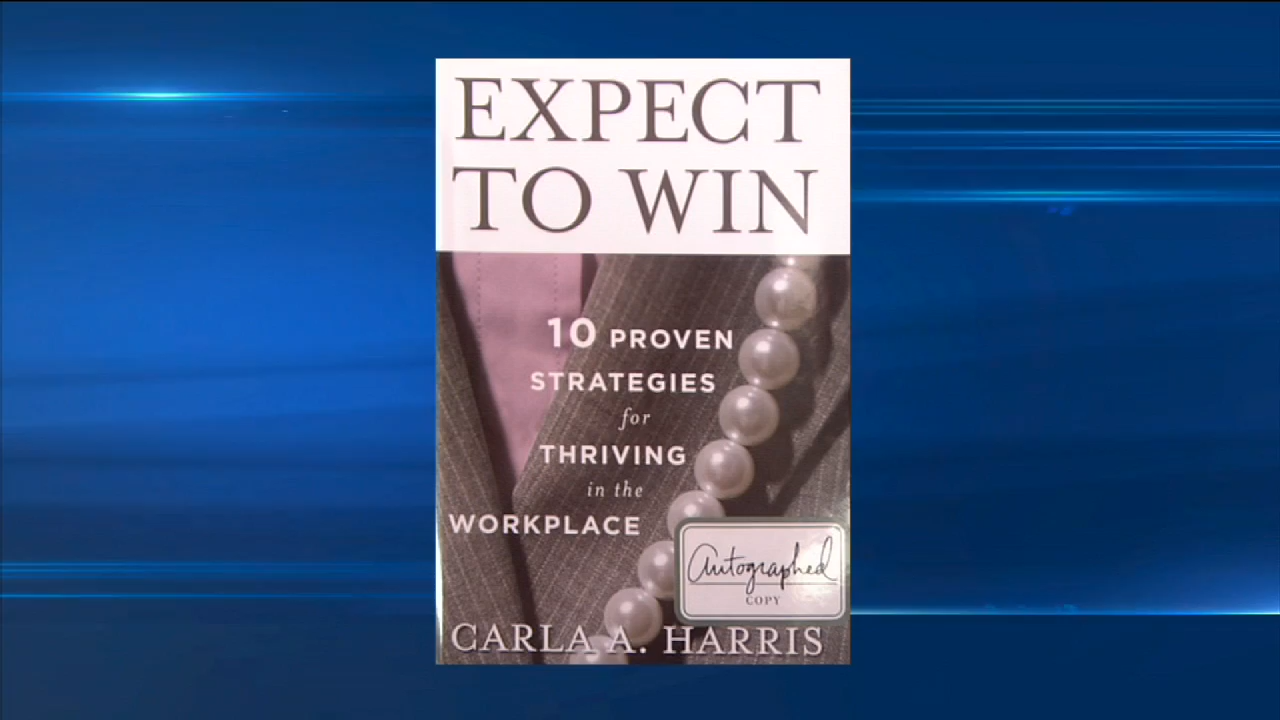 EXPECT
TO WIN
10 PROVEN
STRATEGIES
for
THRIVING
in the
WORKPLACE
Autographed
COPY
CARLA A. HARRIS